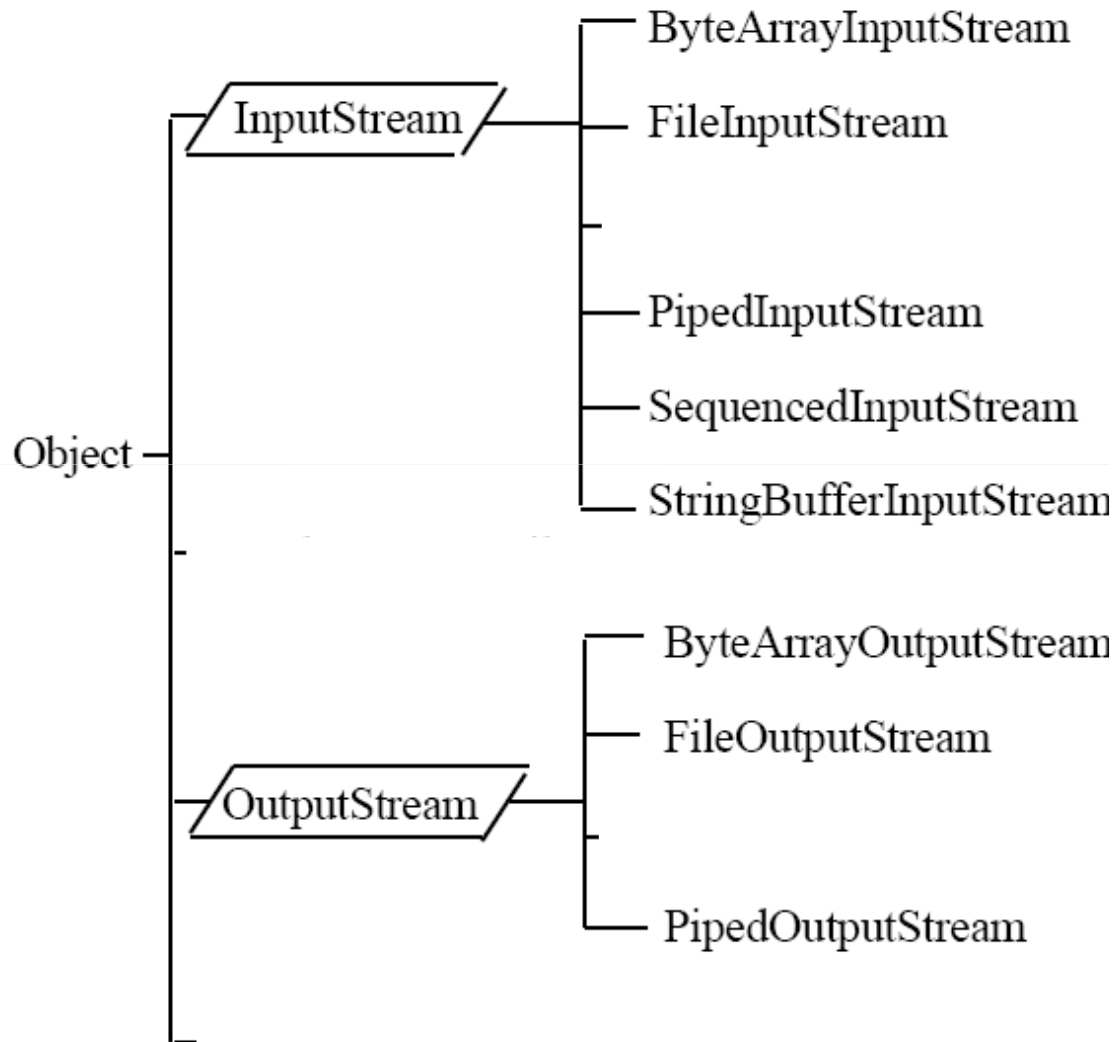 ByteArrayInputStream
InputStream
FileInputStream
PipedInputStream
SequencedInputStream
Object
StringBufferInputStream
ByteArrayOutputStream
FileOutputStream
OutputStream
PipedOutputStream